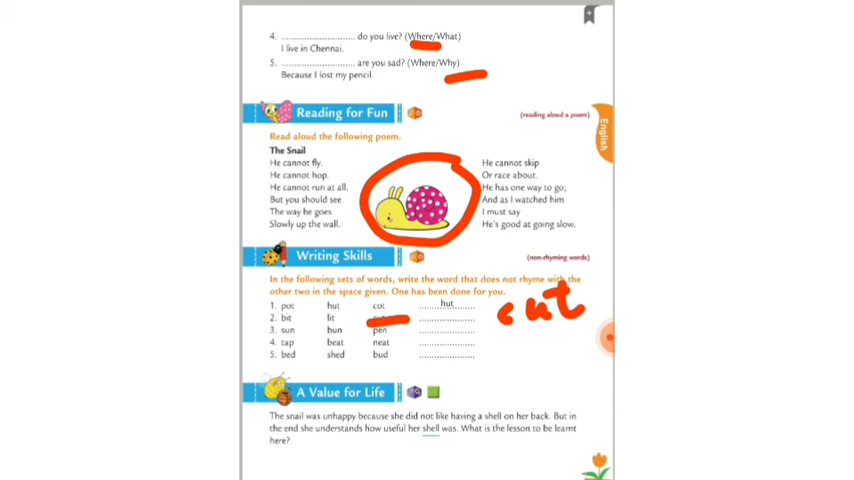 4. ............................ do you live? (Where/What)
I live in Chennai.
5. ............................ are you sad? (Where/Why)
Because I lost my pencil.
Reading for Fun
(reading aloud a poem)
English
Read aloud the following poem.
The Snail
He cannot fly.
He cannot hop.
He cannot run at all.
But you should see
The way he goes
Slowly up the wall.
He cannot skip
Or race about.
He has one way to go;
And as I watched him
I must say
He's good at going slow.
Writing Skills
(non-rhyming words)
In the following sets of words, write the word that does not rhyme with the
other two in the space given. One has been done for you.
1. pot hut cot hut
2. bit lit
cut
3. sun bun pen ......................
4. tap beat neat ......................
5. bed shed bud ......................
A Value for Life
The snail was unhappy because she did not like having a shell on her back. But in
the end she understands how useful her shell was. What is the lesson to be learnt
here?